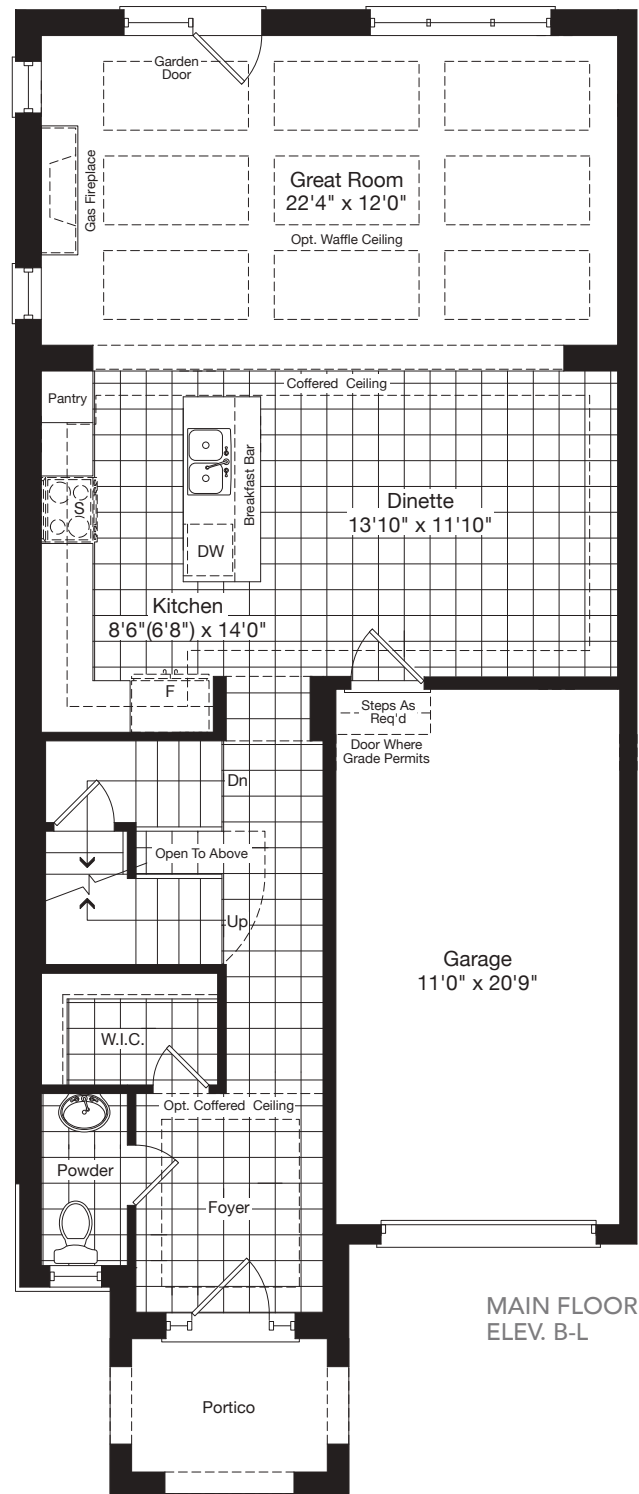 Garden
Door
Gas Fireplace
Great Room
22'4" x 12'0"
Opt. Waffle Ceiling
Coffered Ceiling
Pantry
S
Breakfast Bar
DW
Dinette
13'10" x 11'10"
Kitchen
8'6"(6'8") x 14'0"
F
Steps As
Req'd
Door Where
Grade Permits
Dn
Open To Above
Up
Garage
11'0" x 20'9"
W.I.C.
Opt. Coffered Ceiling
Powder
Foyer
MAIN FLOOR
ELEV. B-L
Portico